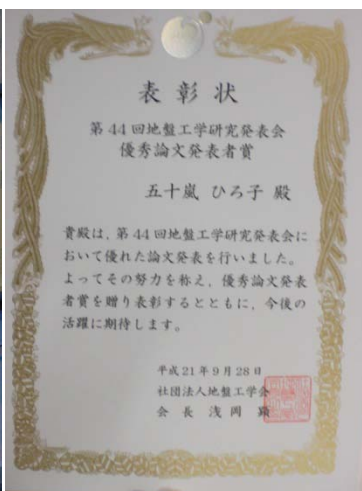 表彰状
第44回地盤工学研究発表会
優秀論文発表者賞
五十嵐 ひろ子 殿
貴殿は、第44回地盤工学研究発表会に
おいて優れた論文発表を行いました。
よってその努力を称え、優秀論文発表
者賞を贈り表彰するとともに、今後の
活躍に期待します。
平成21年9月28日
社団法人地盤工学会
会長 浅岡 顕